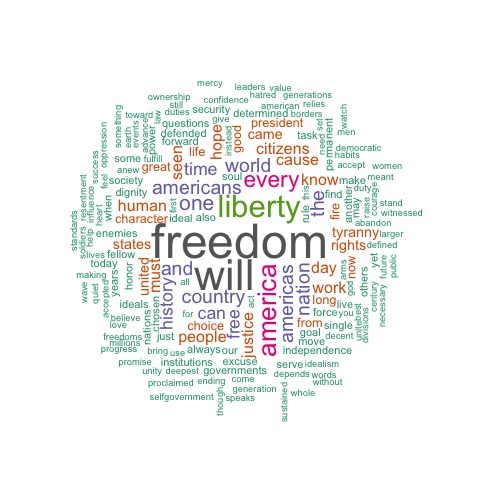 mercy
leaders
value
ownership
confidence
hatred
generations
still
american
relies
duties
security
give
determined
borders
watch
toward
law
questions
president
set
men
something
earth
events
advance
power
defended
hope
good
came
task
need
permanent
democratic
forward
instead
citizens
habits
oppression
some
fulfill
seen
life
time
world
cause
accept
women
success
feel
anew
great
soul
every
know
make
meant
society
americans
the
find
may
duty
courage
resentment
influence
heart
when
dignity
human
first
one
liberty
rule
this
another
raise
stand
character
ideal
also
fire
witnessed
standards
soldiers
help
enemies
freedom
tyranny
abandon
larger
states
rights
defined
lives
fellow
will
today
united
must
and
america
americas
nation
day
now
yet
others
public
making
years
honor
all
history
country
work
arms
god
future
wave
quiet
accepted
ideals
chosen
act
long
live
century
necessary
believe
love
nations
for
can
free
justice
from
force
you
single
unite
best
divisions
freedoms
millions
just
choice
people
goal
decent
move
progress
bring
use
always
our
excuse
independence
promise
institutions
serve
idealism
unity
deepest
governments
depends
words
proclaimed
ending
come
without
selfgovernment
though
speaks
generation
sustained
whole